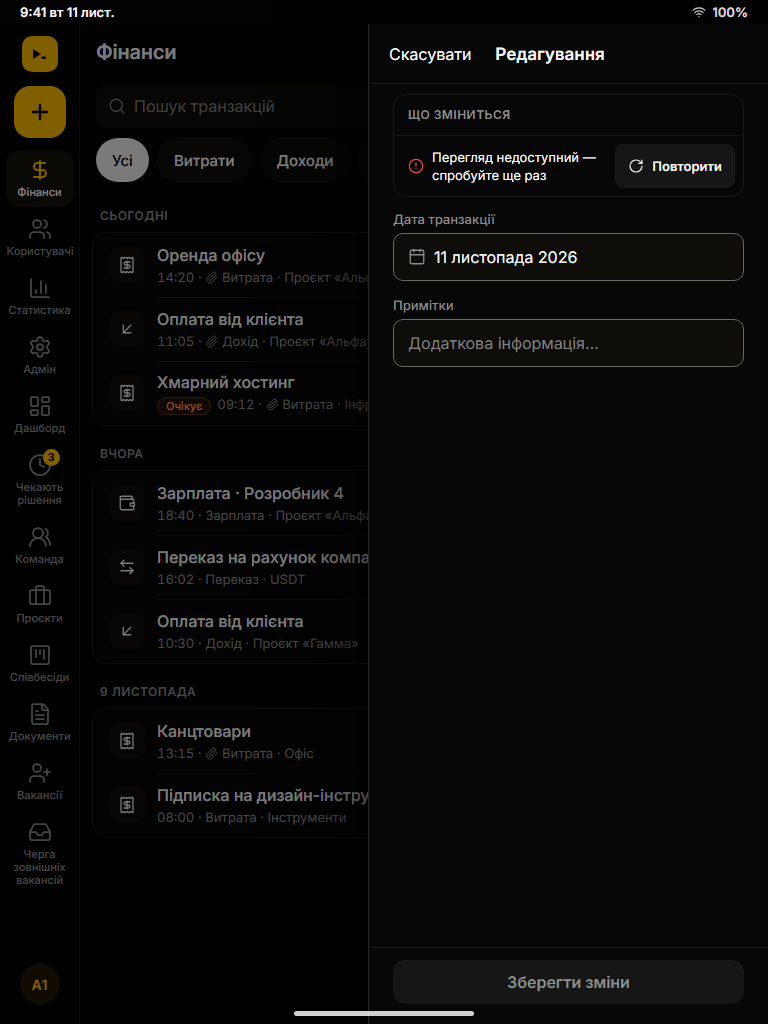 9:41 вт 11 лист.
100%
Фінанси
Користувачі
Статистика
Адмін
Дашборд
3
Чекають
рішення
Команда
Проєкти
Співбесіди
Документи
Вакансії
Черга
зовнішніх
вакансій
А1
Фінанси
Пошук транзакцій
Усі
Витрати
Доходи
СЬОГОДНІ
Оренда офісу
14:20 · Витрата · Проєкт «Альф
Оплата від клієнта
11:05 · Дохід · Проєкт «Альфа
Хмарний хостинг
Очікує 09:12 · Витрата · Інфр
ВЧОРА
Зарплата · Розробник 4
18:40 · Зарплата · Проєкт «Альфа
Переказ на рахунок компа
16:02 · Переказ · USDT
Оплата від клієнта
10:30 · Дохід · Проєкт «Гамма»
9 ЛИСТОПАДА
Канцтовари
13:15 · Витрата · Офіс
Підписка на дизайн-інстру
08:00 · Витрата · Інструменти
Скасувати
Редагування
ЩО ЗМІНИТЬСЯ
Перегляд недоступний —
спробуйте ще раз
Повторити
Дата транзакції
11 листопада 2026
Примітки
Додаткова інформація...
Зберегти зміни